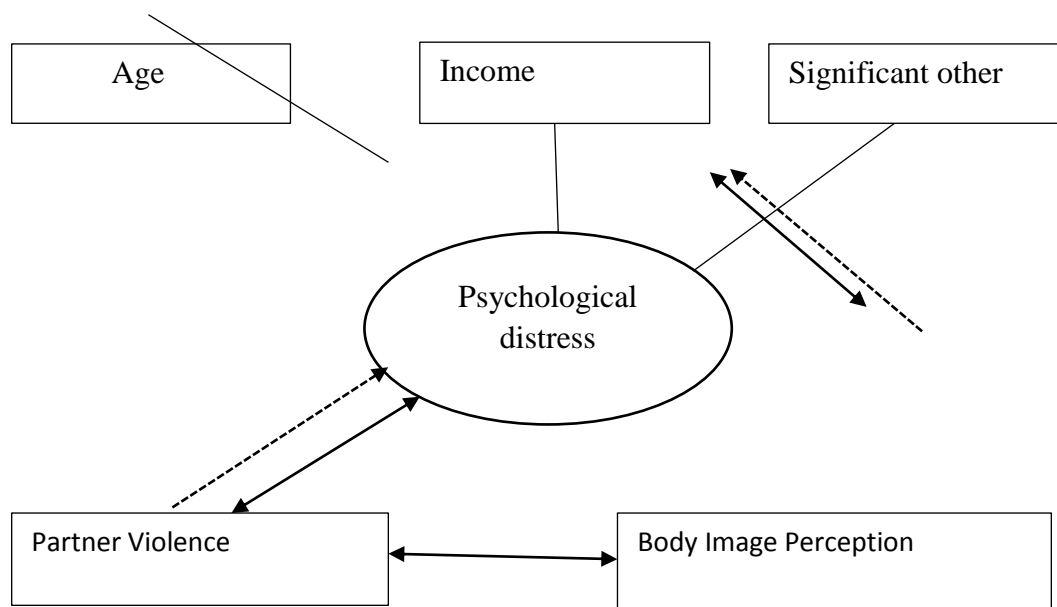 Age
Income
Significant other
Psychological
distress
Partner Violence
Body Image Perception